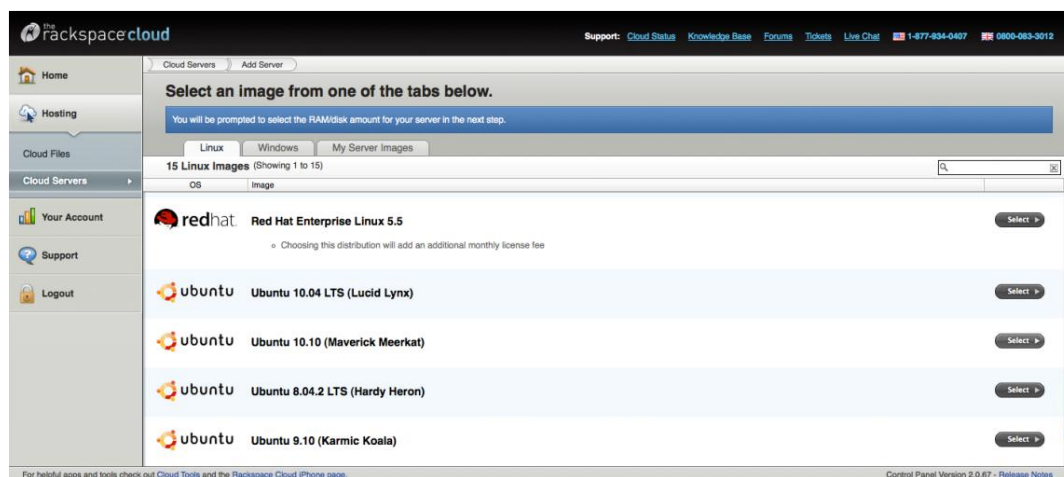 the rackspacecloud
Support: Cloud Status Knowledge Base Forums Tickets Live Chat 1-877-934-0407 0800-083-3012
Home
Hosting
Cloud Files
Cloud Servers
Your Account
Support
Logout
Cloud Servers Add Server
Select an image from one of the tabs below.
You will be prompted to select the RAM/disk amount for your server in the next step.
Linux Windows My Server Images
15 Linux Images (Showing 1 to 15)
OS Image
redhat. Red Hat Enterprise Linux 5.5 Select
Choosing this distribution will add an additional monthly license fee
ubuntu Ubuntu 10.04 LTS (Lucid Lynx) Select
ubuntu Ubuntu 10.10 (Maverick Meerkat) Select
ubuntu Ubuntu 8.04.2 LTS (Hardy Heron) Select
ubuntu Ubuntu 9.10 (Karmic Koala) Select
For helpful apps and tools check out Cloud Tools and the Rackspace Cloud iPhone page. Control Panel Version 2.0.67 - Release Notes